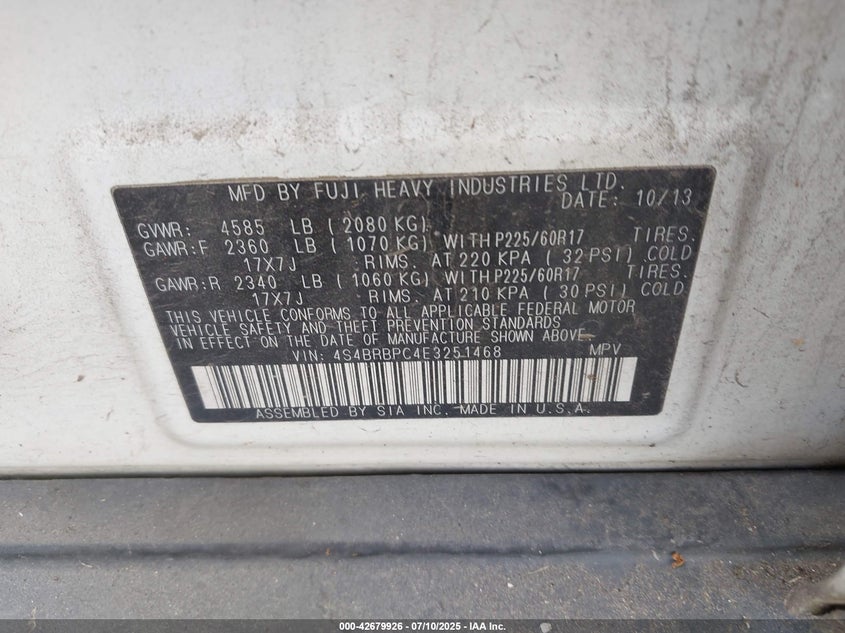 MFD BY FUJI HEAVY INDUSTRIES LTD.
DATE: 10/13
GVWR: 4585 LB (2080 KG)
GAWR:F 2360 LB (1070 KG) WITH P225/60R17 TIRES
17X7J RIMS. AT 220 KPA (32 PSI) COLD
GAWR:R 2340 LB (1060 KG) WITH P225/60R17 TIRES.
17X7J RIMS. AT 210 KPA (30 PSI) COLD
THIS VEHICLE CONFORMS TO ALL APPLICABLE FEDERAL MOTOR
VEHICLE SAFETY AND THEFT PREVENTION STANDARDS
IN EFFECT ON THE DATE OF MANUFACTURE SHOWN ABOVE.
VIN: 4S4BRBPC4E3251468 MPV
ASSEMBLED BY SIA INC. MADE IN U.S.A.
000-42679926 - 07/10/2025 - IAA Inc.